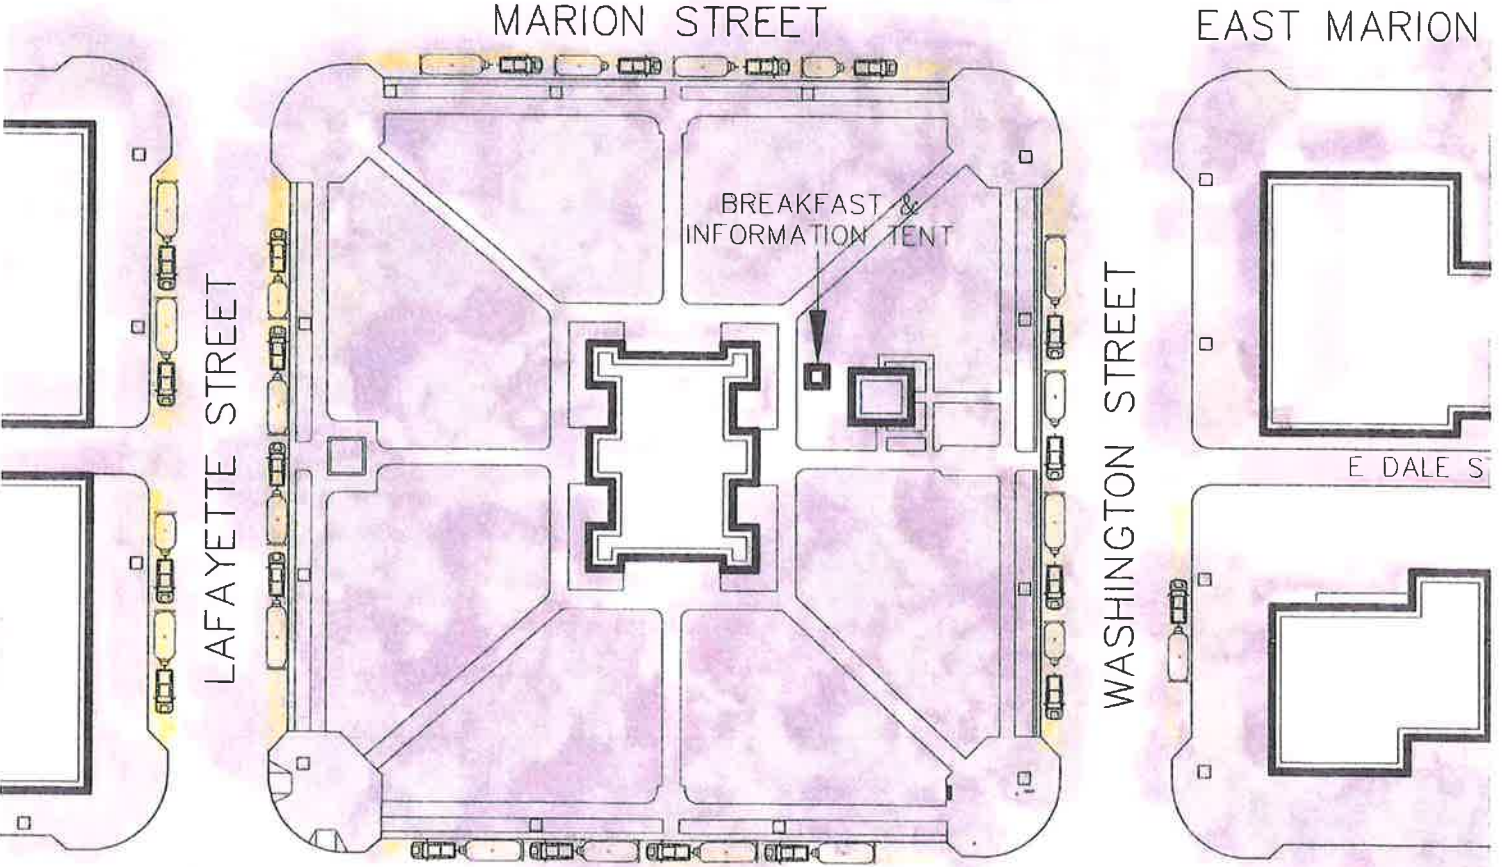 MARION STREET
EAST MARION
BREAKFAST &
INFORMATION TENT
LAFAYETTE STREET
WASHINGTON STREET
E DALE S